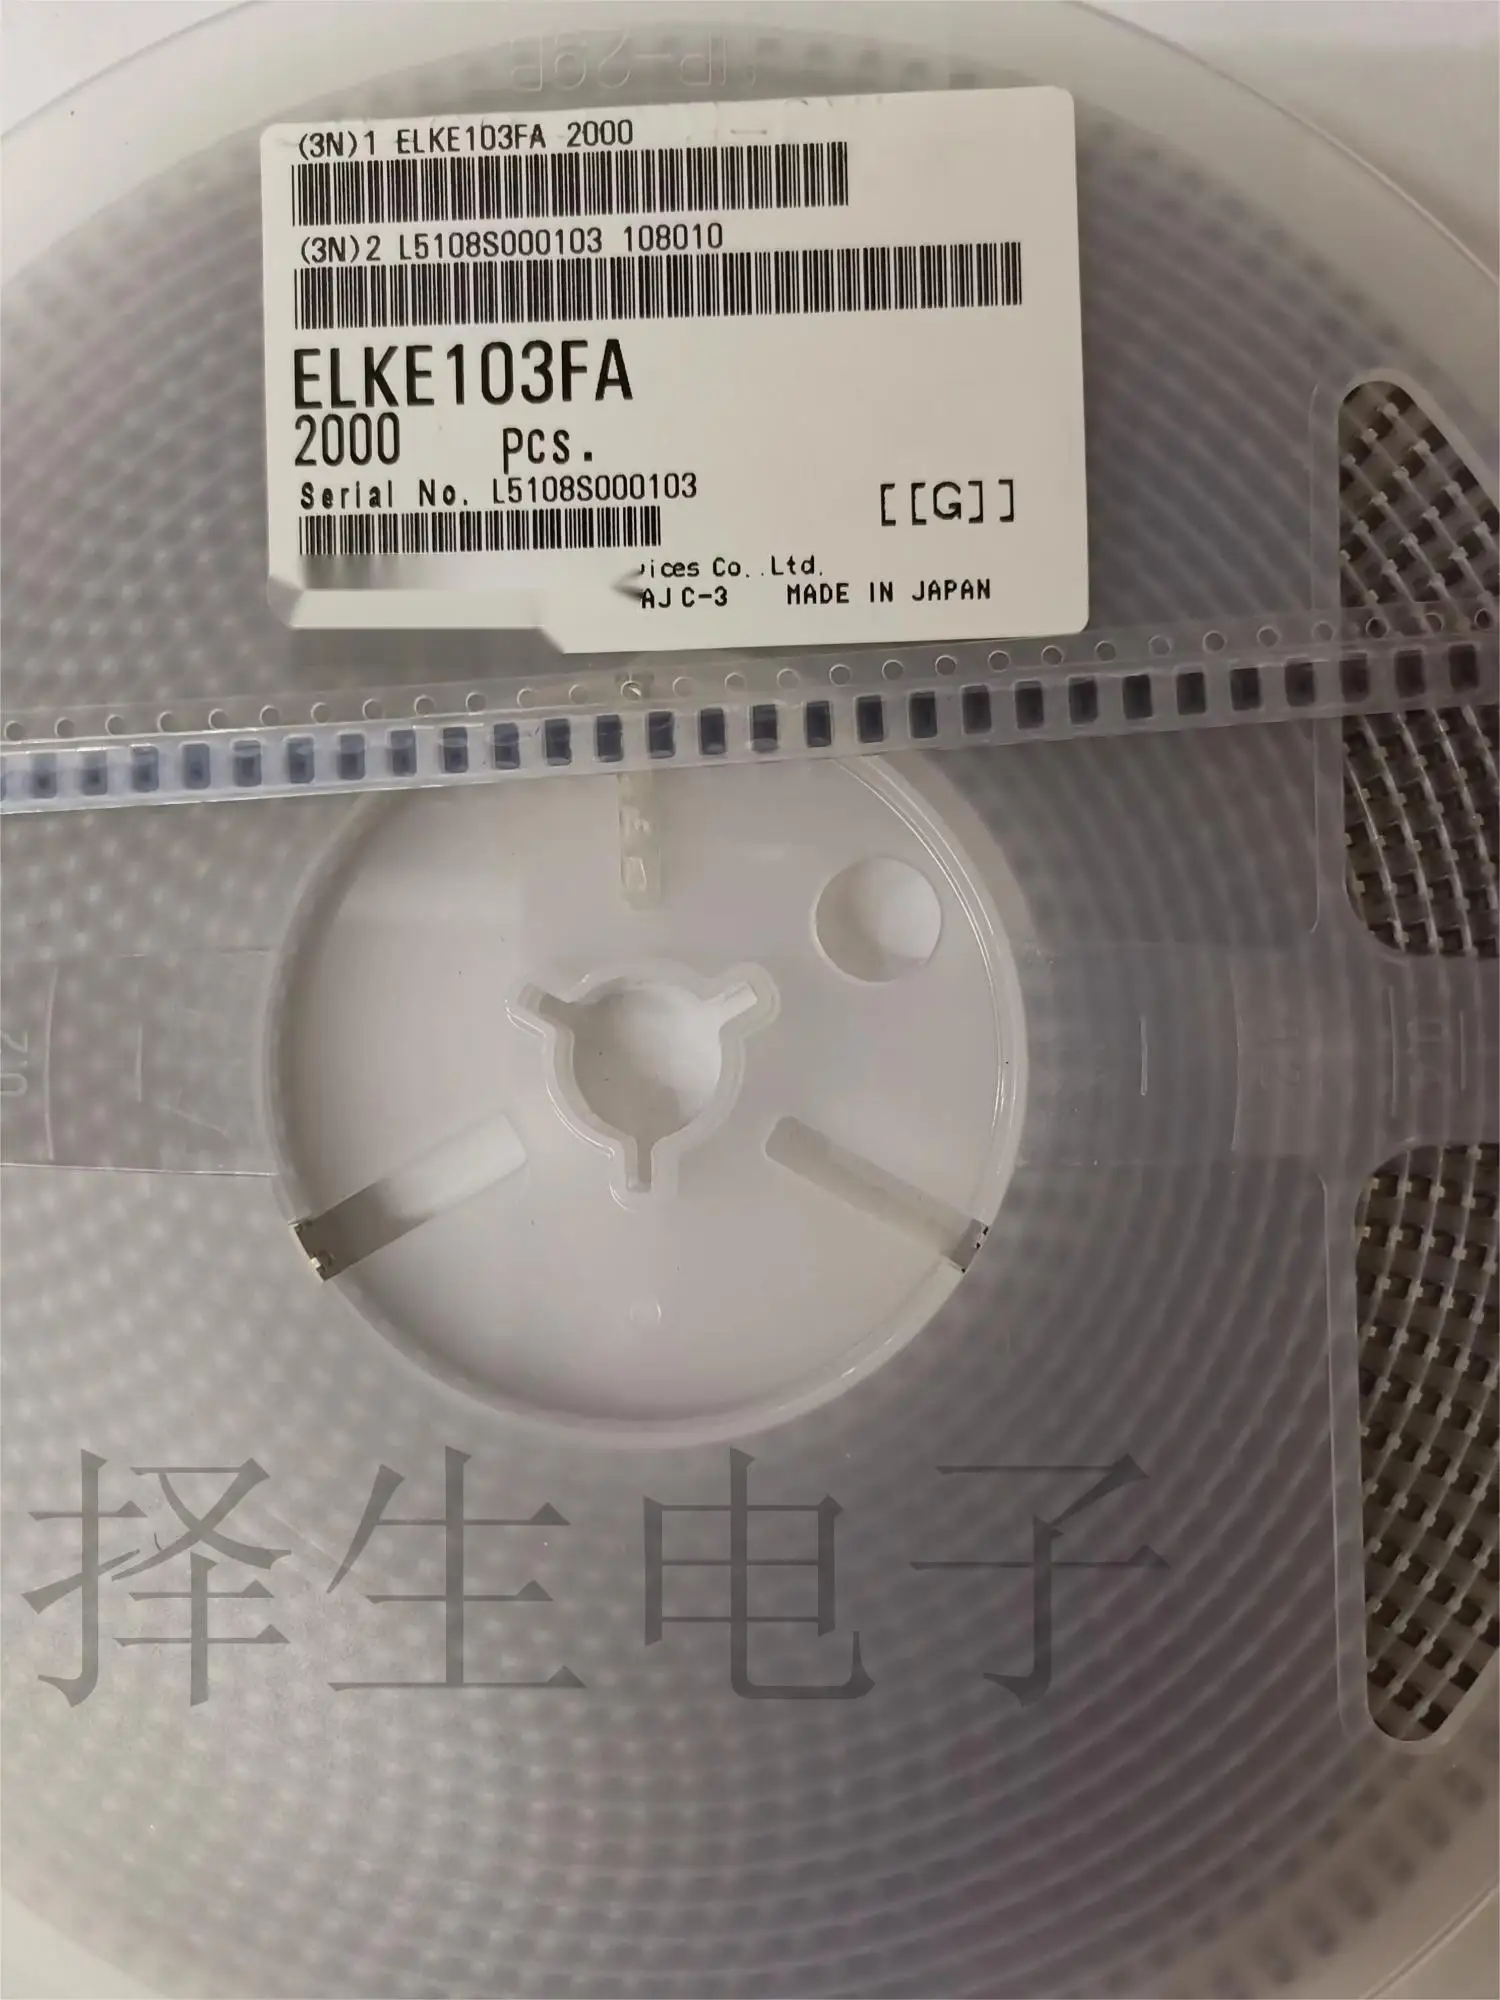 (3N)1 ELKE103FA 2000
(3N)2 L5108S000103 108010
ELKE103FA
2000 pcs.
Serial No. L5108S000103
[[G]]
ices Co., Ltd.
AJC-3 MADE IN JAPAN
择生电子